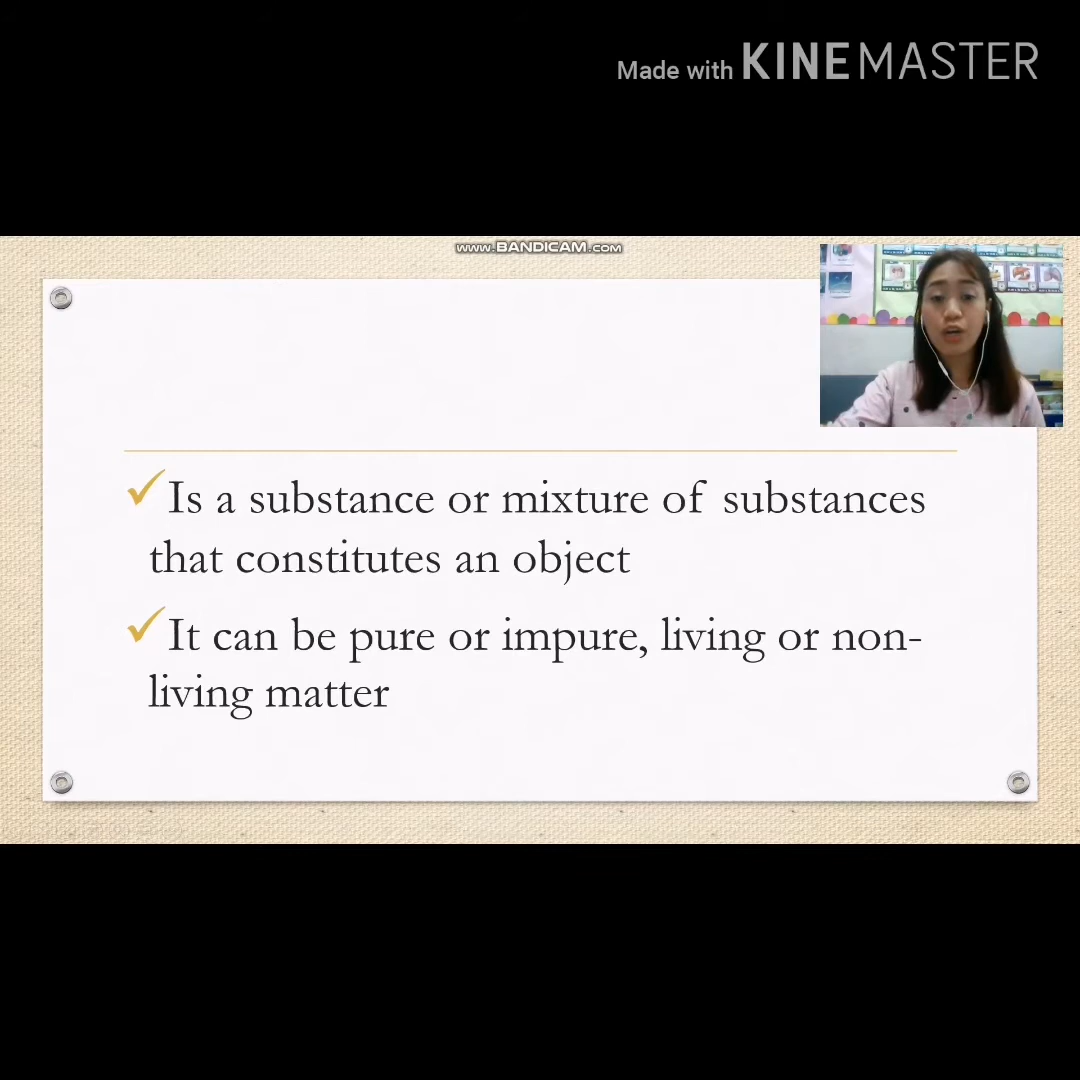 Made with KINEMASTER
www.BANDICAM.com
Is a substance or mixture of substances
that constitutes an object
It can be pure or impure, living or non-
living matter